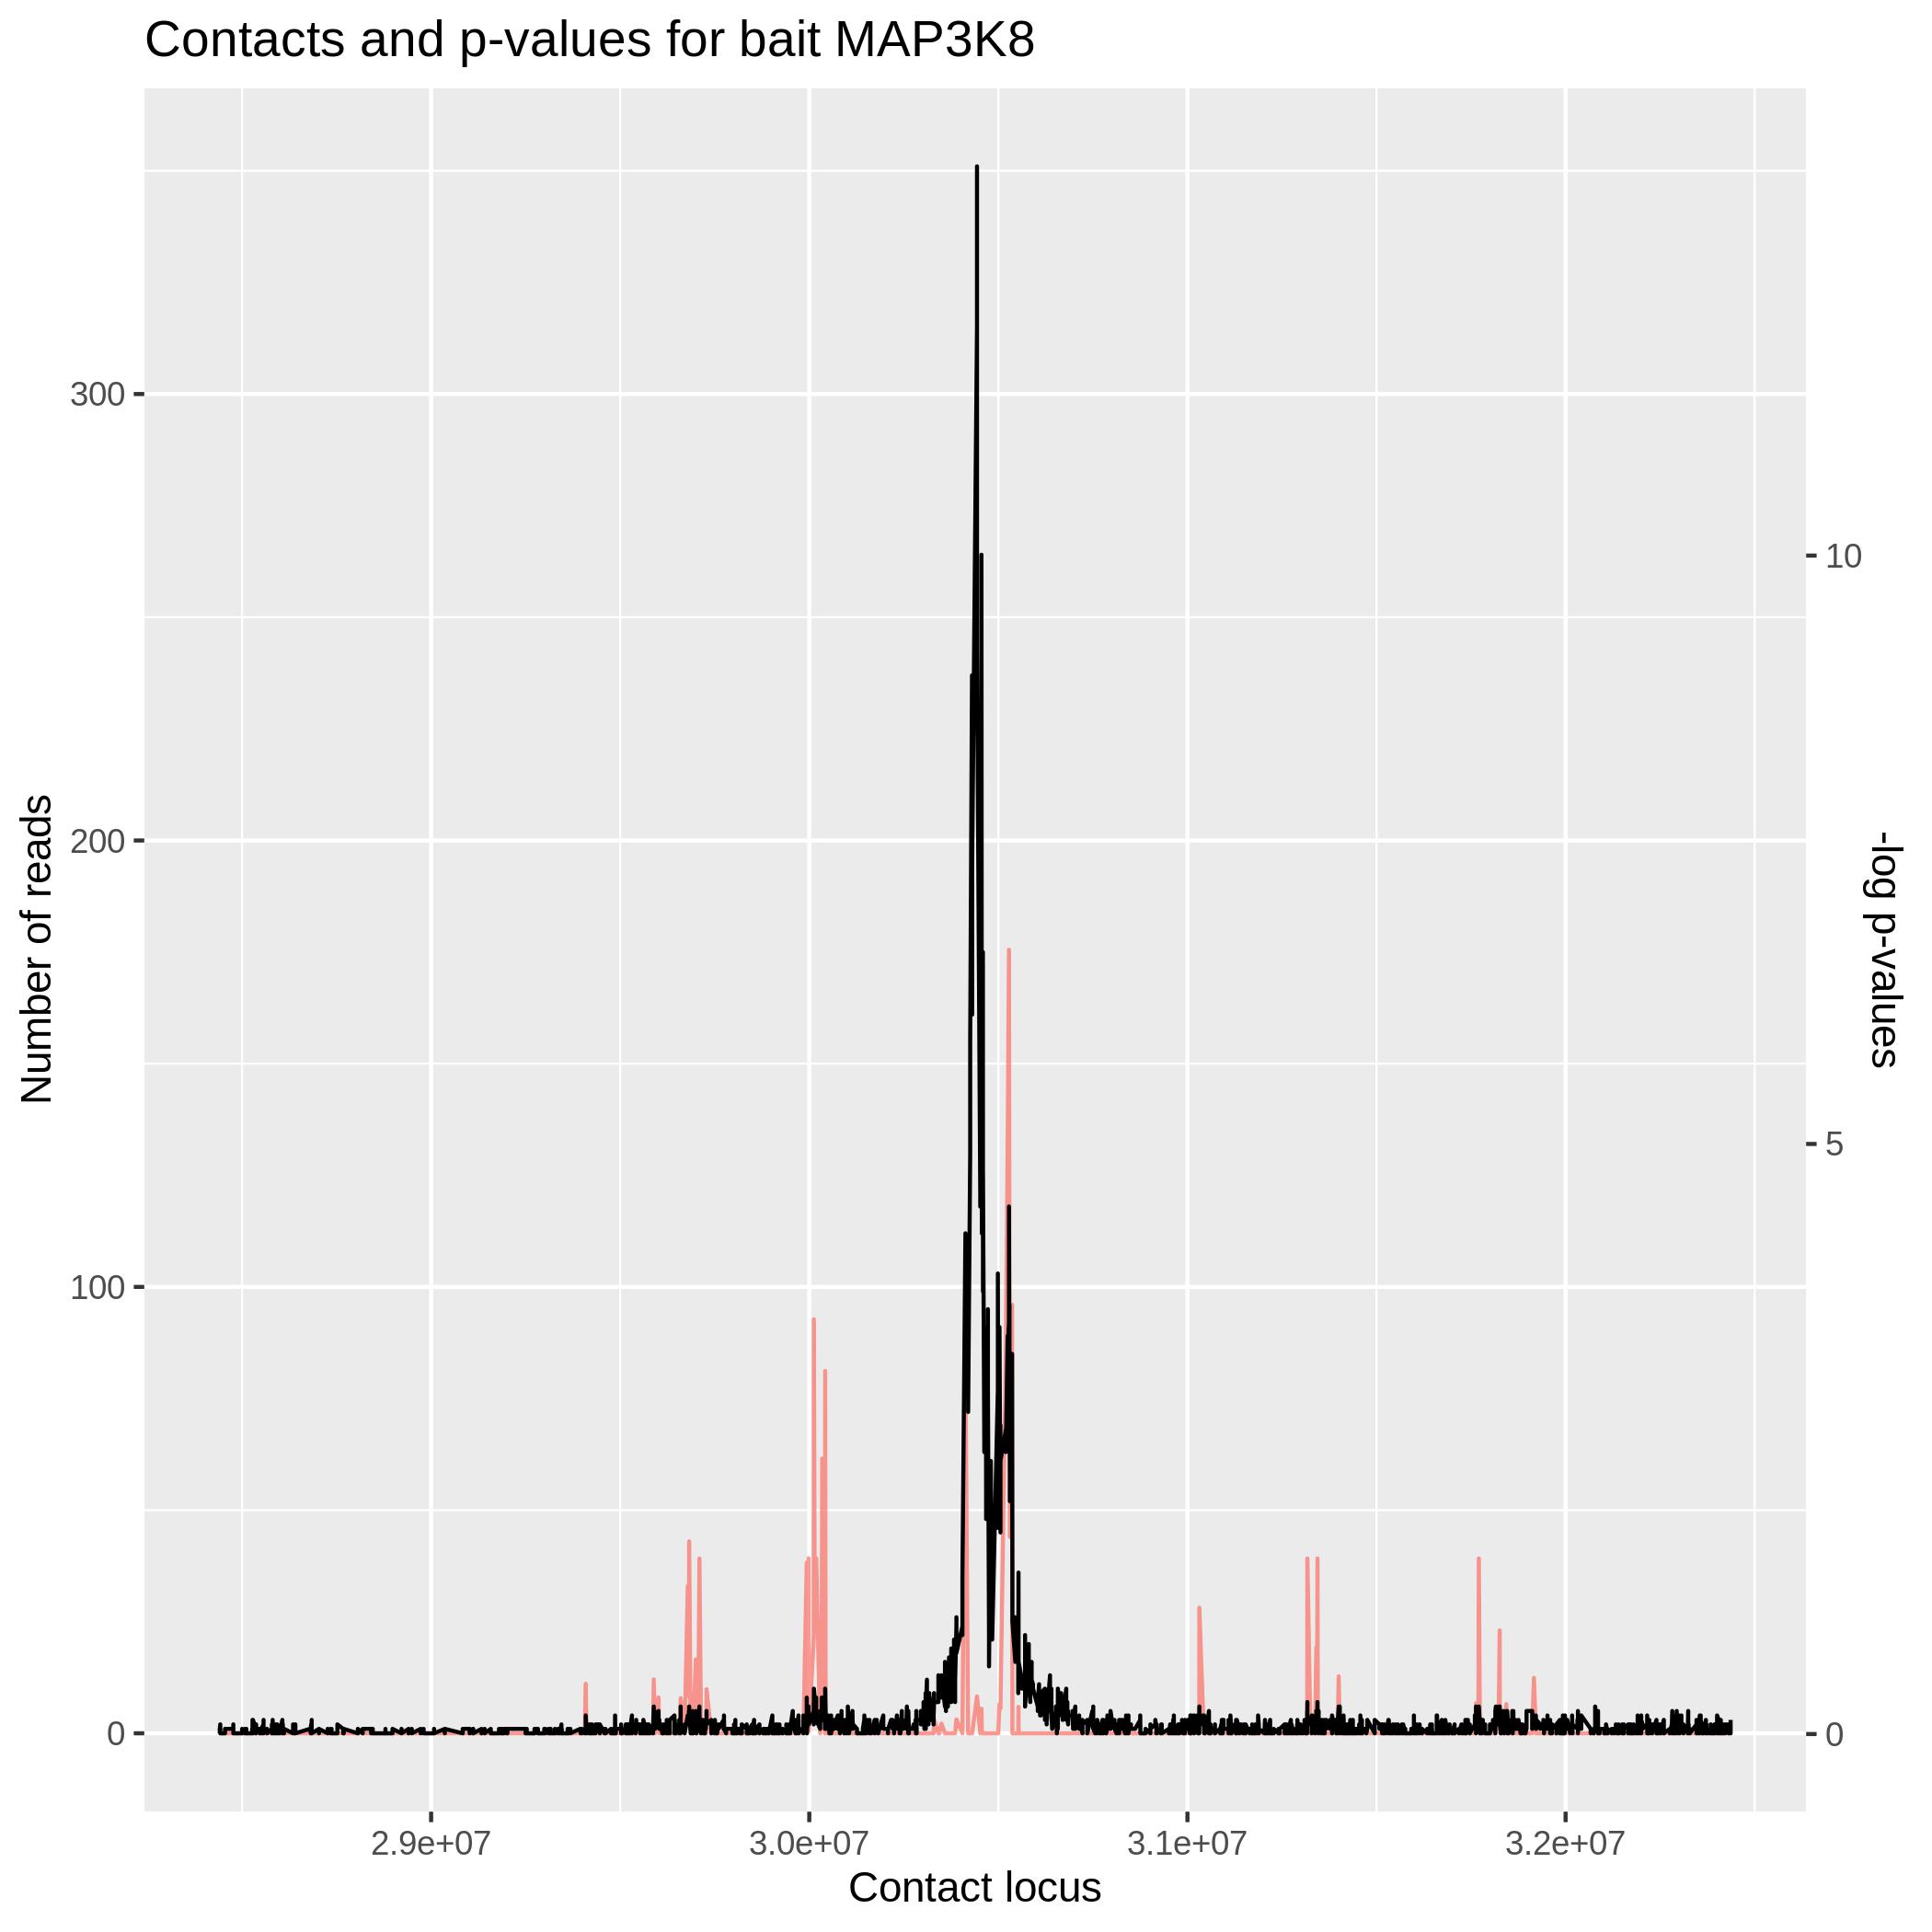 Contacts and p-values for bait MAP3K8
300
200
100
0
Number of reads
10
5
0
-log p-values
2.9e+07
3.0e+07
3.1e+07
3.2e+07
Contact locus